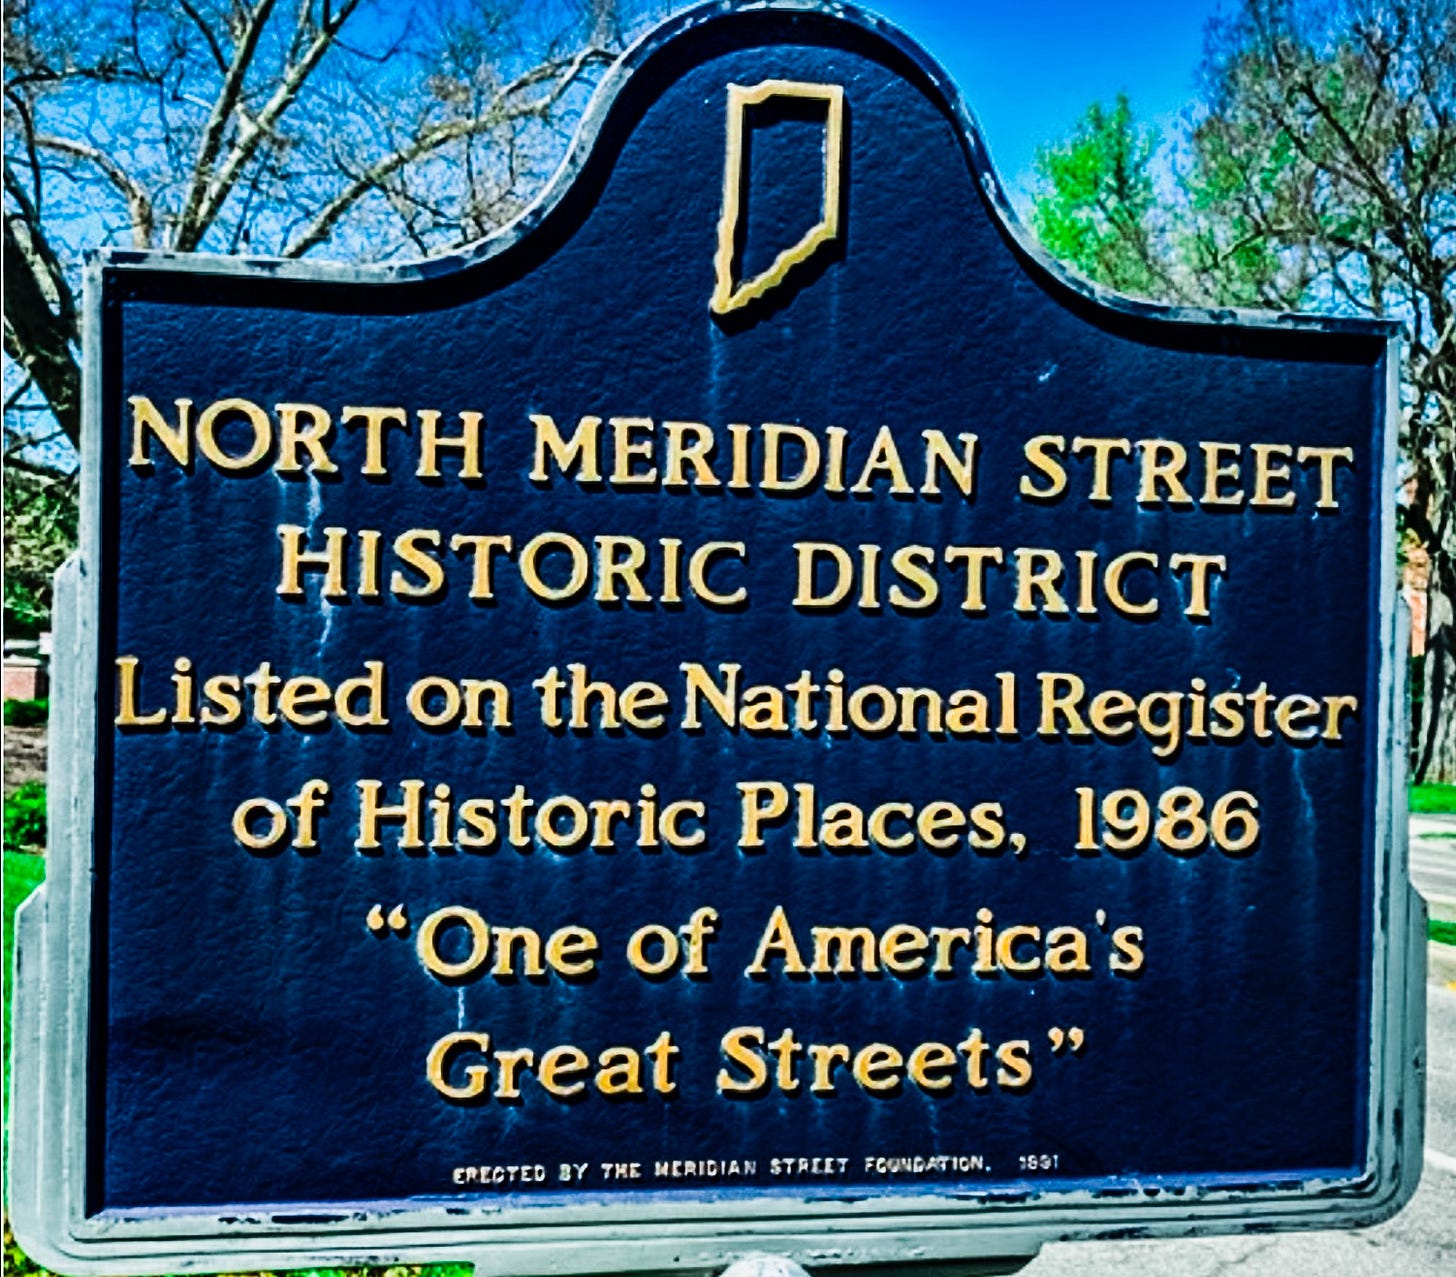 NORTH MERIDIAN STREET
HISTORIC DISTRICT
Listed on the National Register
of Historic Places, 1986
“One of America's
Great Streets”
ERECTED BY THE MERIDIAN STREET FOUNDATION, 1991